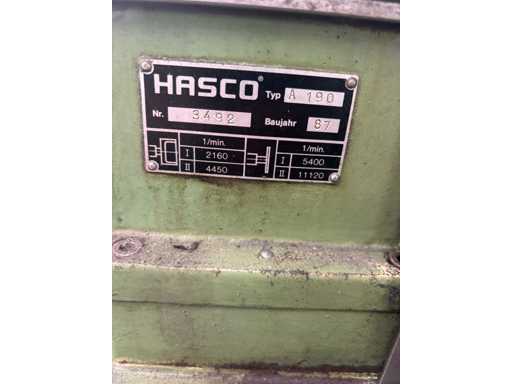 HASCO® Typ A 190
Nr. 3492 Baujahr 87
1/min. 1/min.
I 2160 I 5400
II 4450 II 11120